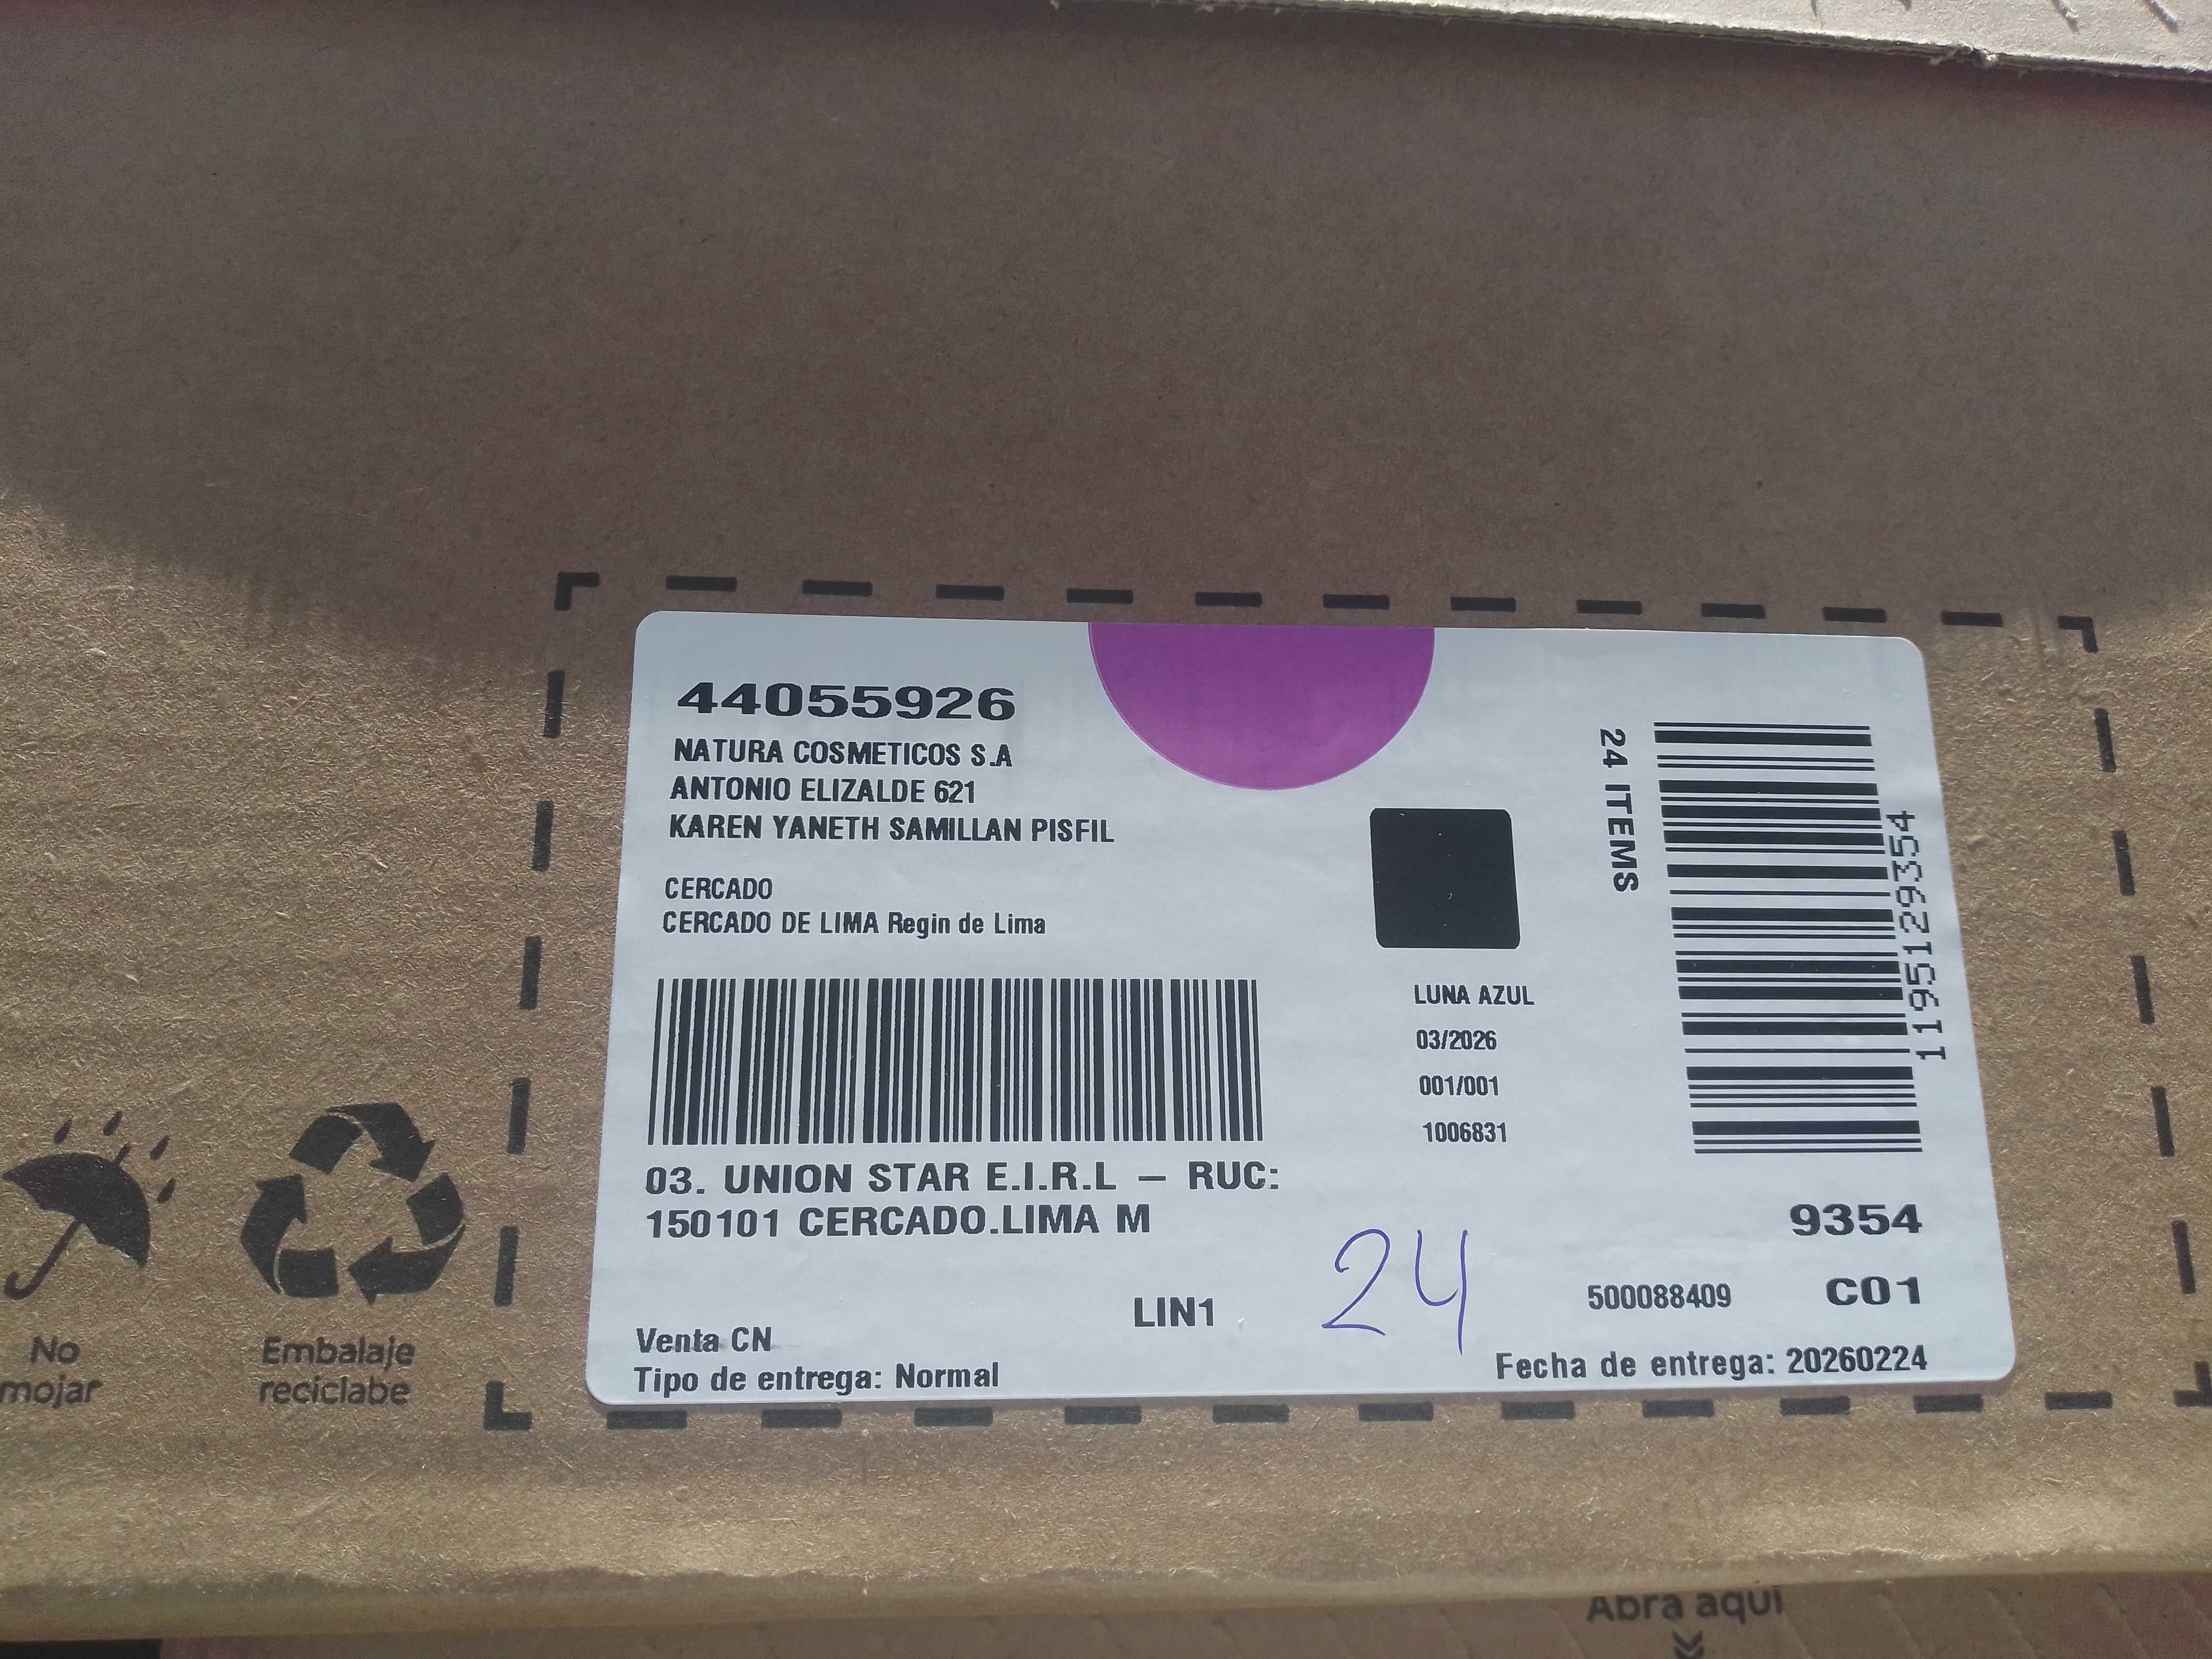 44055926
NATURA COSMETICOS S.A
ANTONIO ELIZALDE 621
KAREN YANETH SAMILLAN PISFIL
CERCADO
CERCADO DE LIMA Regin de Lima
24 ITEMS
1195129354
LUNA AZUL
03/2026
001/001
1006831
03. UNION STAR E.I.R.L – RUC:
150101 CERCADO.LIMA M
9354
24
LIN1
500088409
C01
Venta CN
Tipo de entrega: Normal
Fecha de entrega: 20260224
No
mojar
Embalaje
reciclabe
Abra aquí